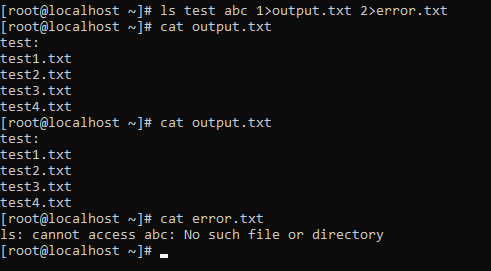 [root@localhost ~]# ls test abc 1>output.txt 2>error.txt
[root@localhost ~]# cat output.txt
test:
test1.txt
test2.txt
test3.txt
test4.txt
[root@localhost ~]# cat output.txt
test:
test1.txt
test2.txt
test3.txt
test4.txt
[root@localhost ~]# cat error.txt
ls: cannot access abc: No such file or directory
[root@localhost ~]#